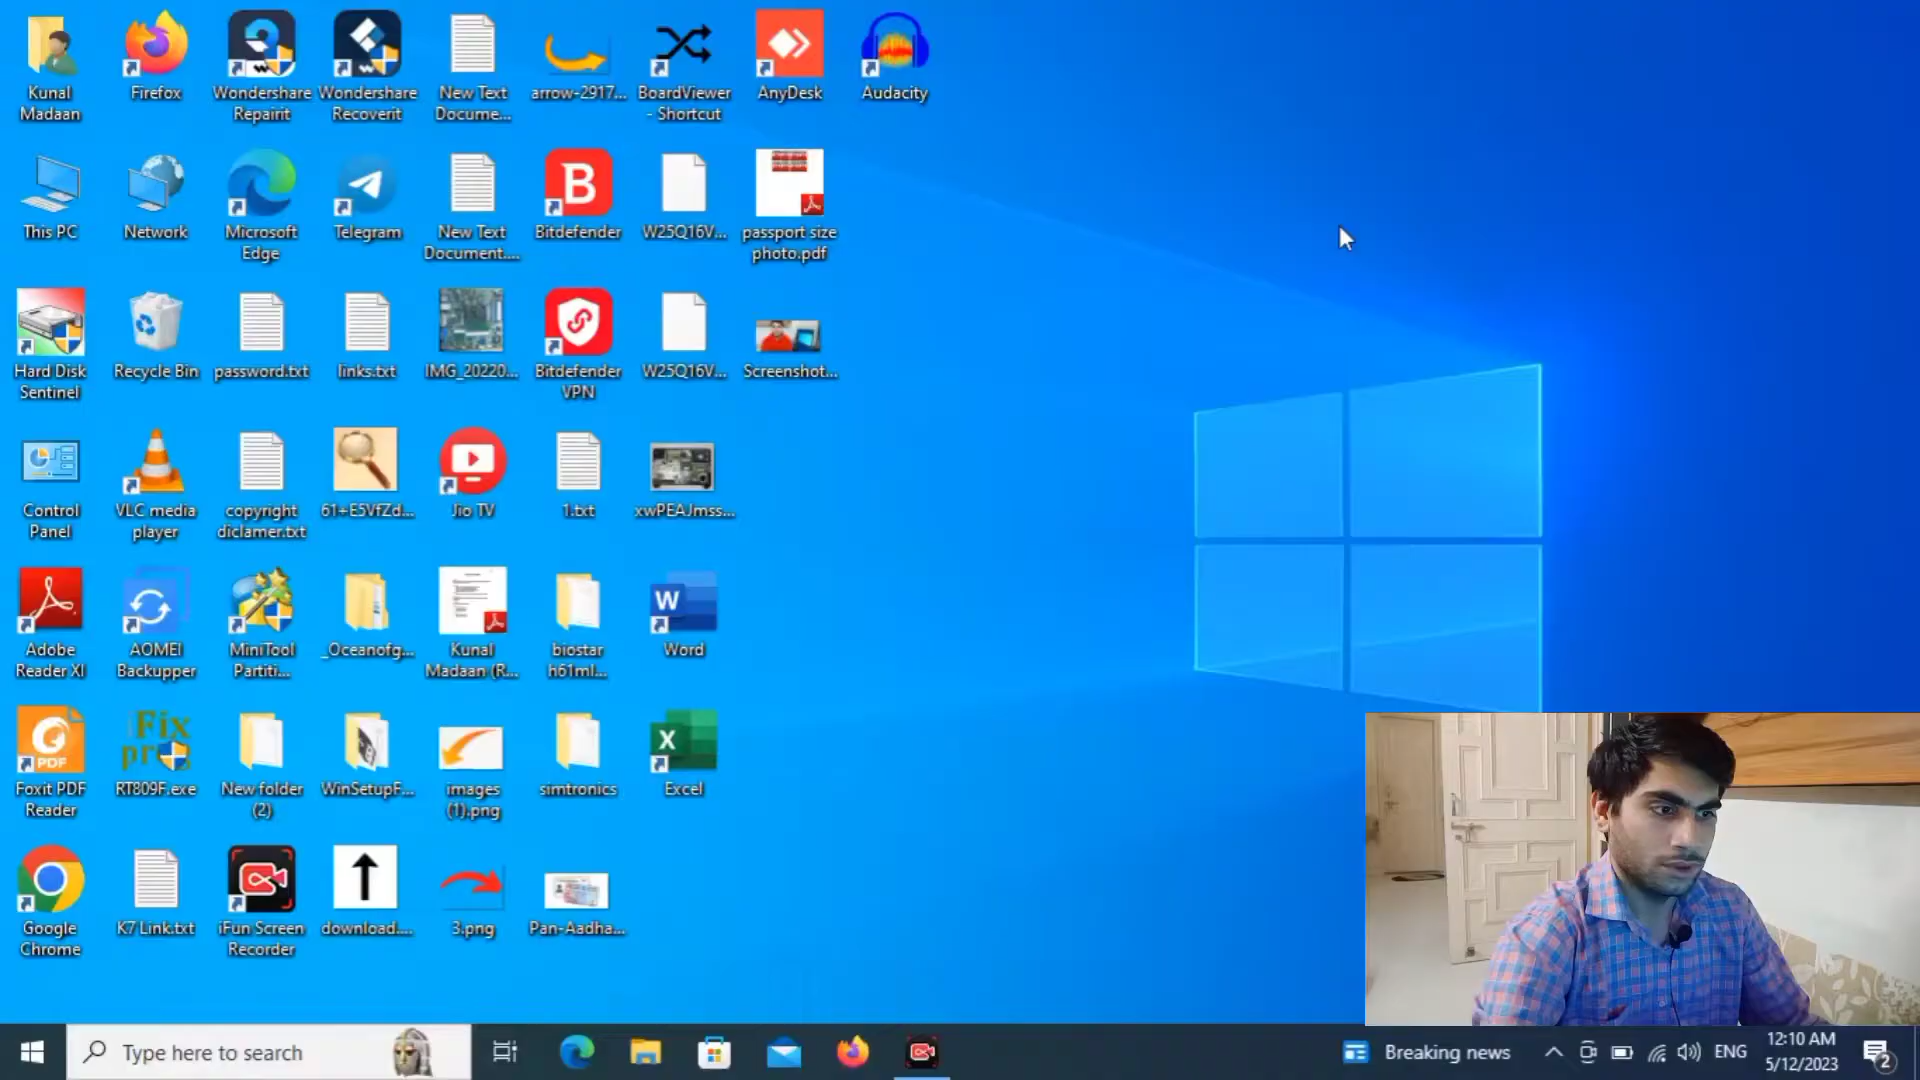 Kunal
Madaan
Firefox
Wondershare
Repairit
Wondershare
Recoverit
New Text
Docume...
arrow-2917...
BoardViewer
- Shortcut
AnyDesk
Audacity
This PC
Network
Microsoft
Edge
Telegram
New Text
Document....
B
Bitdefender
W25Q16V...
passport size
photo.pdf
Hard Disk
Sentinel
Recycle Bin
password.txt
links.txt
IMG_20220...
Bitdefender
VPN
W25Q16V...
Screenshot...
Control
Panel
VLC media
player
copyright
diclamer.txt
61+E5VfZd...
Jio TV
1.txt
xwPEAJmss...
Adobe
Reader XI
AOMEI
Backupper
MiniTool
Partiti...
_Oceanofg...
Kunal
Madaan (R...
biostar
h61ml...
W
Word
PDF
Foxit PDF
Reader
Fix
pr
RT809F.exe
New folder
(2)
WinSetupF...
images
(1).png
simtronics
X
Excel
Google
Chrome
K7 Link.txt
iFun Screen
Recorder
download....
3.png
Pan-Aadha...
Type here to search
Breaking news
ENG
12:10 AM
5/12/2023
2